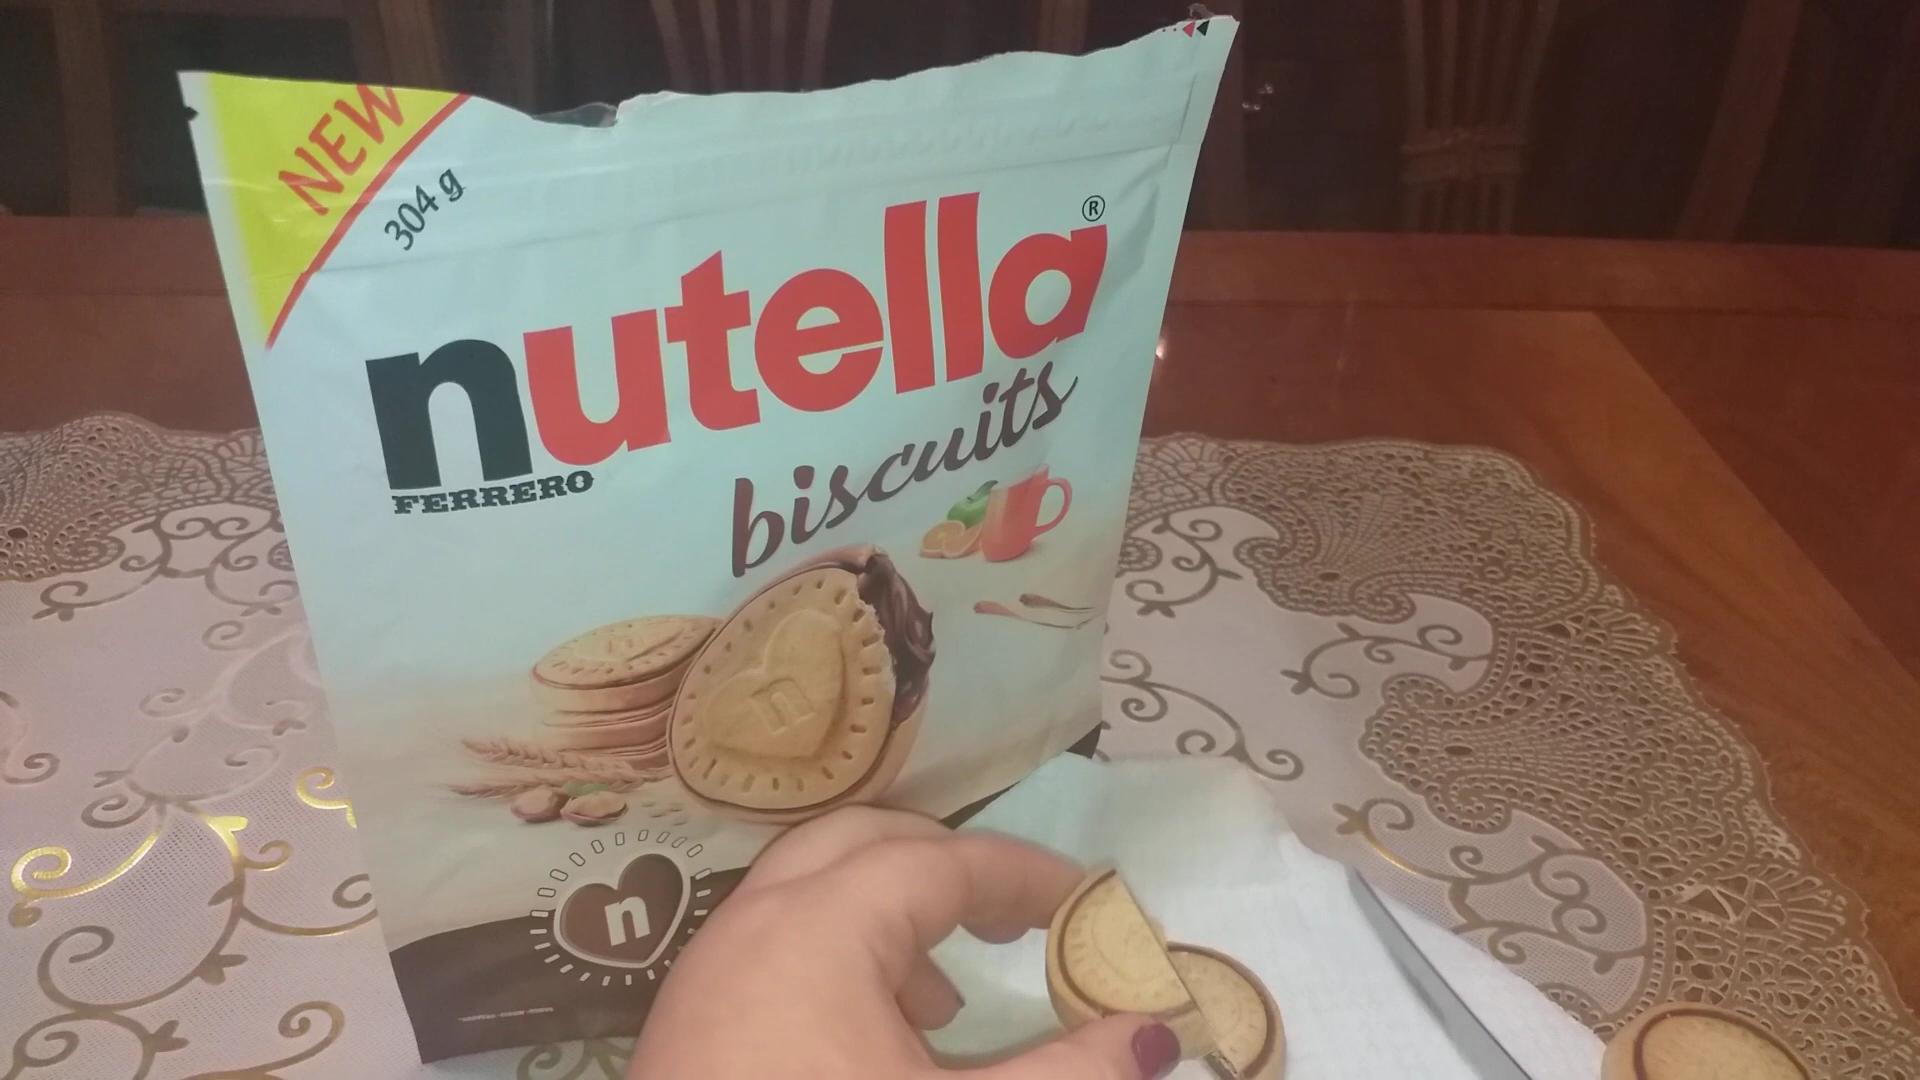 NEW
304 g
nutella®
FERRERO
biscuits
n
n